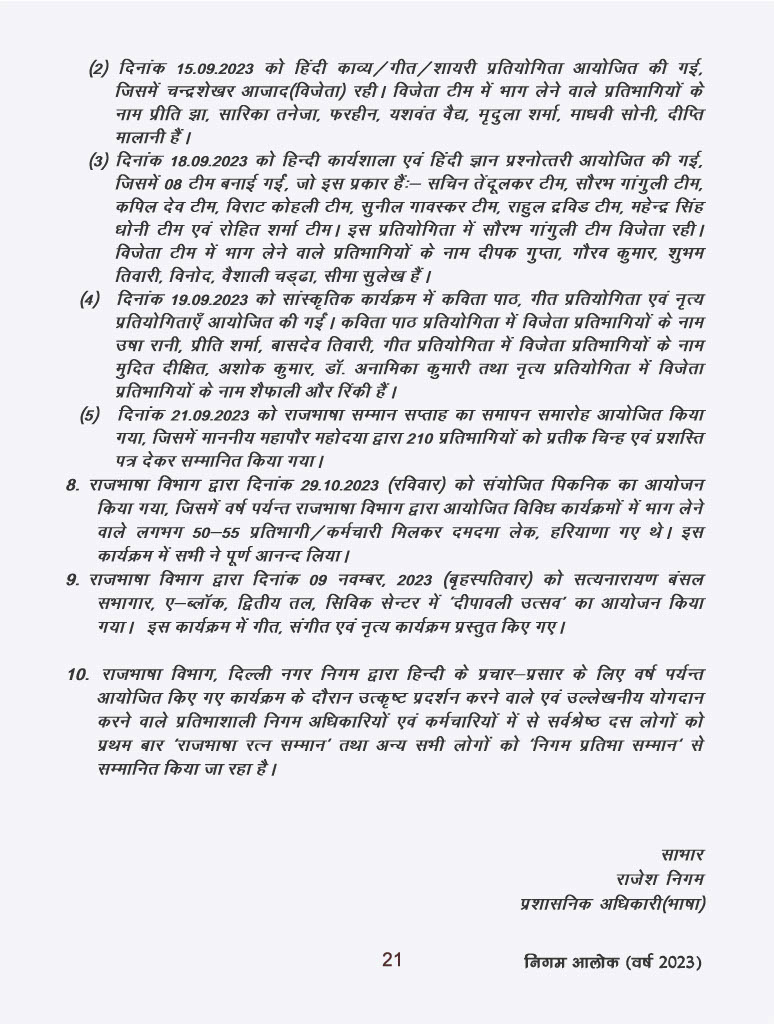 (2) दिनांक 15.09.2023 को हिंदी काव्य/गीत/शायरी प्रतियोगिता आयोजित की गई,
जिसमें चन्द्रशेखर आजाद(विजेता) रही। विजेता टीम में भाग लेने वाले प्रतिभागियों के
नाम प्रीति झा, सारिका तनेजा, फरहीन, यशवंत वैद्य, मृदुला शर्मा, माधवी सोनी, दीप्ति
मालानी हैं।
(3) दिनांक 18.09.2023 को हिन्दी कार्यशाला एवं हिंदी ज्ञान प्रश्नोत्तरी आयोजित की गई,
जिसमें 08 टीम बनाई गईं, जो इस प्रकार हैंः– सचिन तेंदूलकर टीम, सौरभ गांगुली टीम,
कपिल देव टीम, विराट कोहली टीम, सुनील गावस्कर टीम, राहुल द्रविड टीम, महेन्द्र सिंह
धोनी टीम एवं रोहित शर्मा टीम। इस प्रतियोगिता में सौरभ गांगुली टीम विजेता रही।
विजेता टीम में भाग लेने वाले प्रतिभागियों के नाम दीपक गुप्ता, गौरव कुमार, शुभम
तिवारी, विनोद, वैशाली चड्ढा, सीमा सुलेख हैं।
(4) दिनांक 19.09.2023 को सांस्कृतिक कार्यक्रम में कविता पाठ, गीत प्रतियोगिता एवं नृत्य
प्रतियोगिताएँ आयोजित की गईं। कविता पाठ प्रतियोगिता में विजेता प्रतिभागियों के नाम
उषा रानी, प्रीति शर्मा, बासदेव तिवारी, गीत प्रतियोगिता में विजेता प्रतिभागियों के नाम
मुदित दीक्षित, अशोक कुमार, डॉ. अनामिका कुमारी तथा नृत्य प्रतियोगिता में विजेता
प्रतिभागियों के नाम शैफाली और रिंकी हैं।
(5) दिनांक 21.09.2023 को राजभाषा सम्मान सप्ताह का समापन समारोह आयोजित किया
गया, जिसमें माननीय महापौर महोदया द्वारा 210 प्रतिभागियों को प्रतीक चिन्ह एवं प्रशस्ति
पत्र देकर सम्मानित किया गया।
8. राजभाषा विभाग द्वारा दिनांक 29.10.2023 (रविवार) को संयोजित पिकनिक का आयोजन
किया गया, जिसमें वर्ष पर्यन्त राजभाषा विभाग द्वारा आयोजित विविध कार्यक्रमों में भाग लेने
वाले लगभग 50–55 प्रतिभागी/कर्मचारी मिलकर दमदमा लेक, हरियाणा गए थे। इस
कार्यक्रम में सभी ने पूर्ण आनन्द लिया।
9. राजभाषा विभाग द्वारा दिनांक 09 नवम्बर, 2023 (बृहस्पतिवार) को सत्यनारायण बंसल
सभागार, ए–ब्लॉक, द्वितीय तल, सिविक सेन्टर में ‘दीपावली उत्सव’ का आयोजन किया
गया। इस कार्यक्रम में गीत, संगीत एवं नृत्य कार्यक्रम प्रस्तुत किए गए।
10. राजभाषा विभाग, दिल्ली नगर निगम द्वारा हिन्दी के प्रचार–प्रसार के लिए वर्ष पर्यन्त
आयोजित किए गए कार्यक्रम के दौरान उत्कृष्ट प्रदर्शन करने वाले एवं उल्लेखनीय योगदान
करने वाले प्रतिभाशाली निगम अधिकारियों एवं कर्मचारियों में से सर्वश्रेष्ठ दस लोगों को
प्रथम बार ‘राजभाषा रत्न सम्मान’ तथा अन्य सभी लोगों को ‘निगम प्रतिभा सम्मान’ से
सम्मानित किया जा रहा है।
साभार
राजेश निगम
प्रशासनिक अधिकारी(भाषा)
21 निगम आलोक (वर्ष 2023)